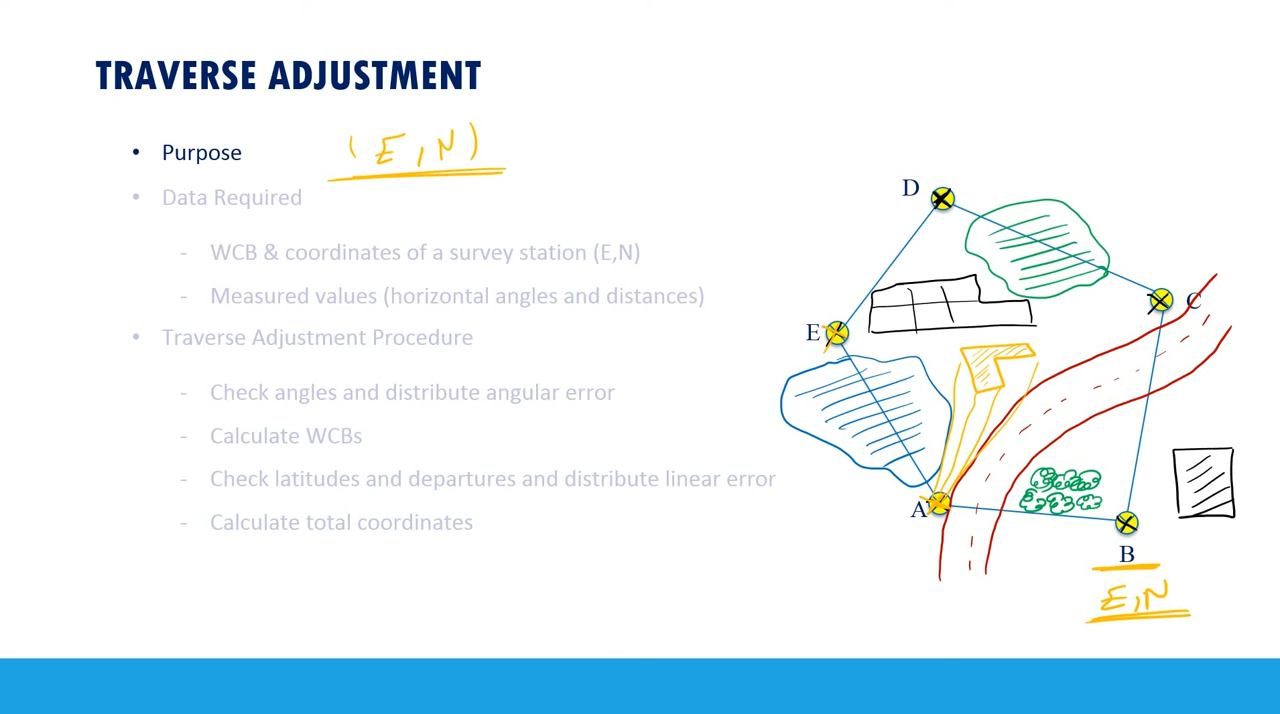 TRAVERSE ADJUSTMENT
• Purpose (E, N)
• Data Required
- WCB & coordinates of a survey station (E,N)
- Measured values (horizontal angles and distances)
• Traverse Adjustment Procedure
- Check angles and distribute angular error
- Calculate WCBs
- Check latitudes and departures and distribute linear error
- Calculate total coordinates
D
C
E
A
B
E,N